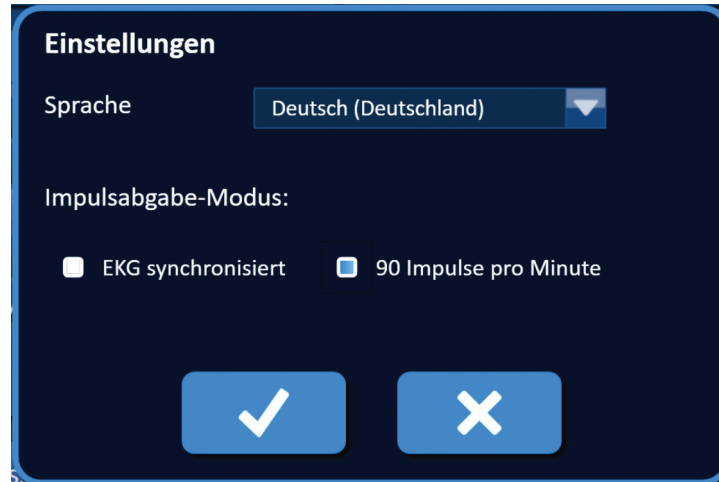 Einstellungen
Sprache Deutsch (Deutschland)
Impulsabgabe-Modus:
EKG synchronisiert 90 Impulse pro Minute